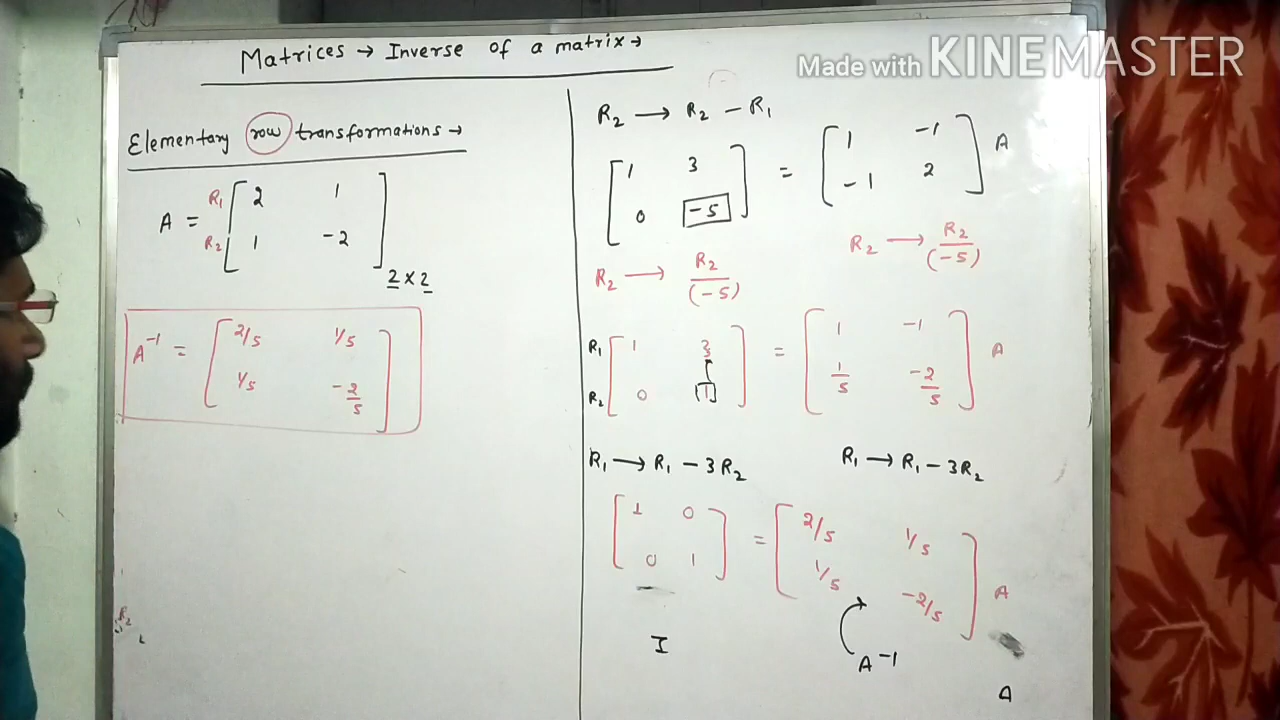 Matrices → Inverse of a matrix →
Made with KINEMASTER
Elementary row transformations →
A = R₁ R₂ [ 2 1
1 -2 ] 2 × 2
A⁻¹ = [ 2/5 1/5
1/5 -2/5 ]
R₂ → R₂ - R₁
[ 1 3
0 -5 ] = [ 1 -1
-1 2 ] A
R₂ → R₂/(-5) R₂ → R₂/(-5)
R₁ [ 1 3
R₂ 0 1 ] = [ 1 -1
1/5 -2/5 ] A
R₁ → R₁ - 3R₂ R₁ → R₁ - 3R₂
[ 1 0
0 1 ] = [ 2/5 1/5
1/5 -2/5 ] A
I A⁻¹
A